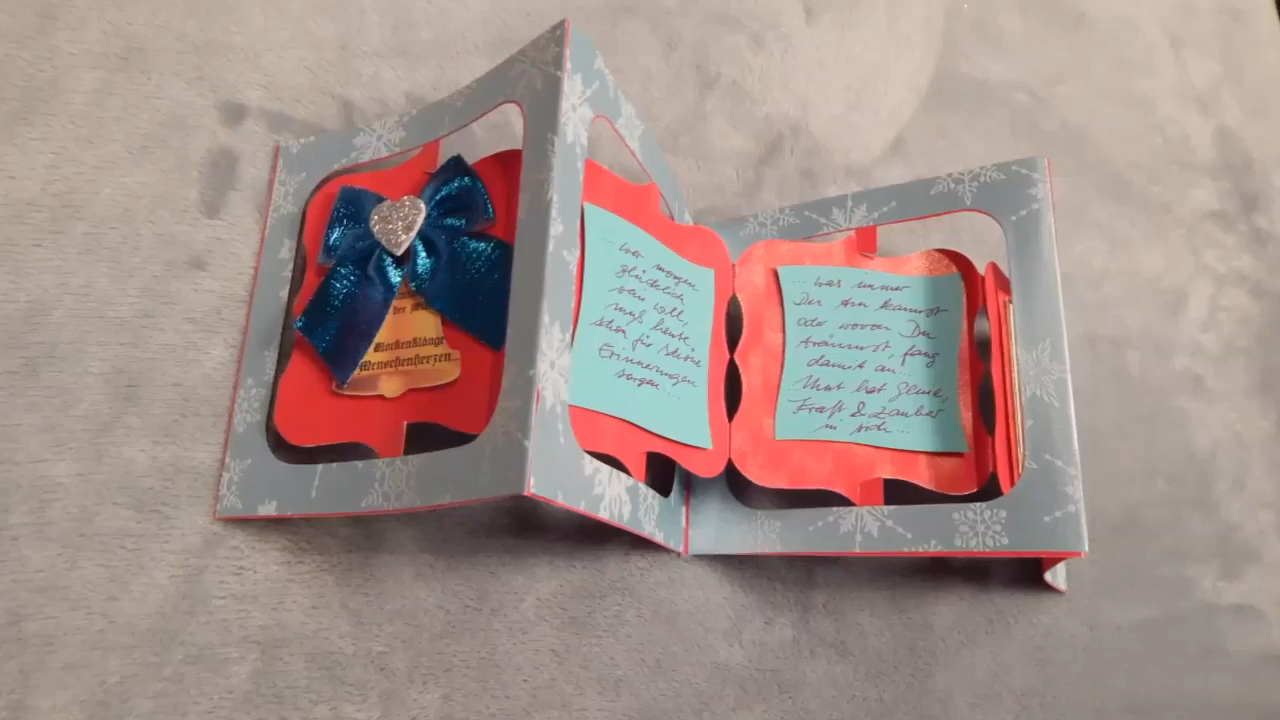 der
Glockenklänge
Menschenherzen...
... wer morgen
glücklich
sein will,
muß heute
schon für schöne
Erinnerungen
sorgen...
... was immer
Du tun kannst
oder wovon Du
träumst, fang
damit an...
Mut hat Genie,
Kraft & Zauber
in sich...